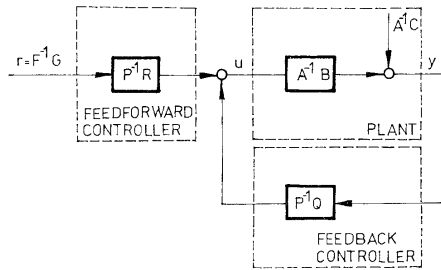 A⁻¹C
r=F⁻¹G
P⁻¹R
u
A⁻¹B
y
FEEDFORWARD
CONTROLLER
PLANT
P⁻¹Q
FEEDBACK
CONTROLLER